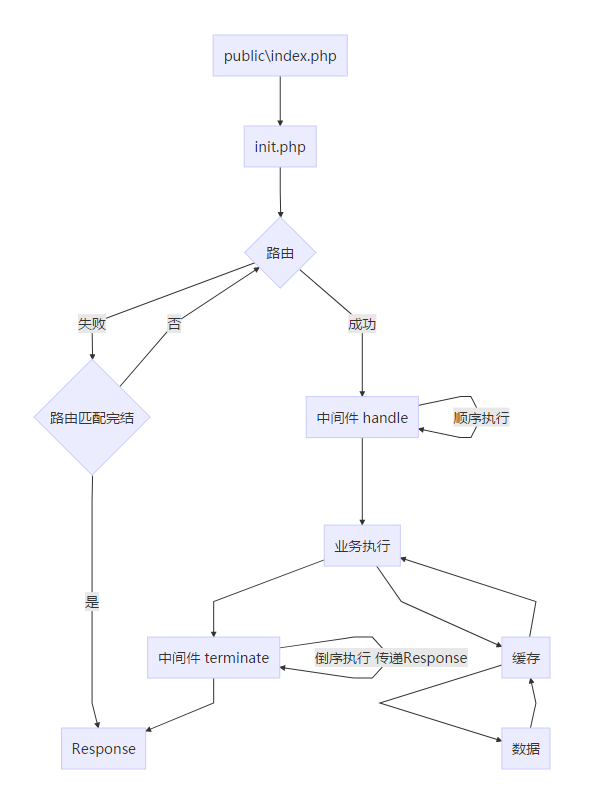 public\index.php
init.php
路由
失败
否
成功
路由匹配完结
中间件 handle
顺序执行
业务执行
是
中间件 terminate
倒序执行 传递Response
缓存
Response
数据